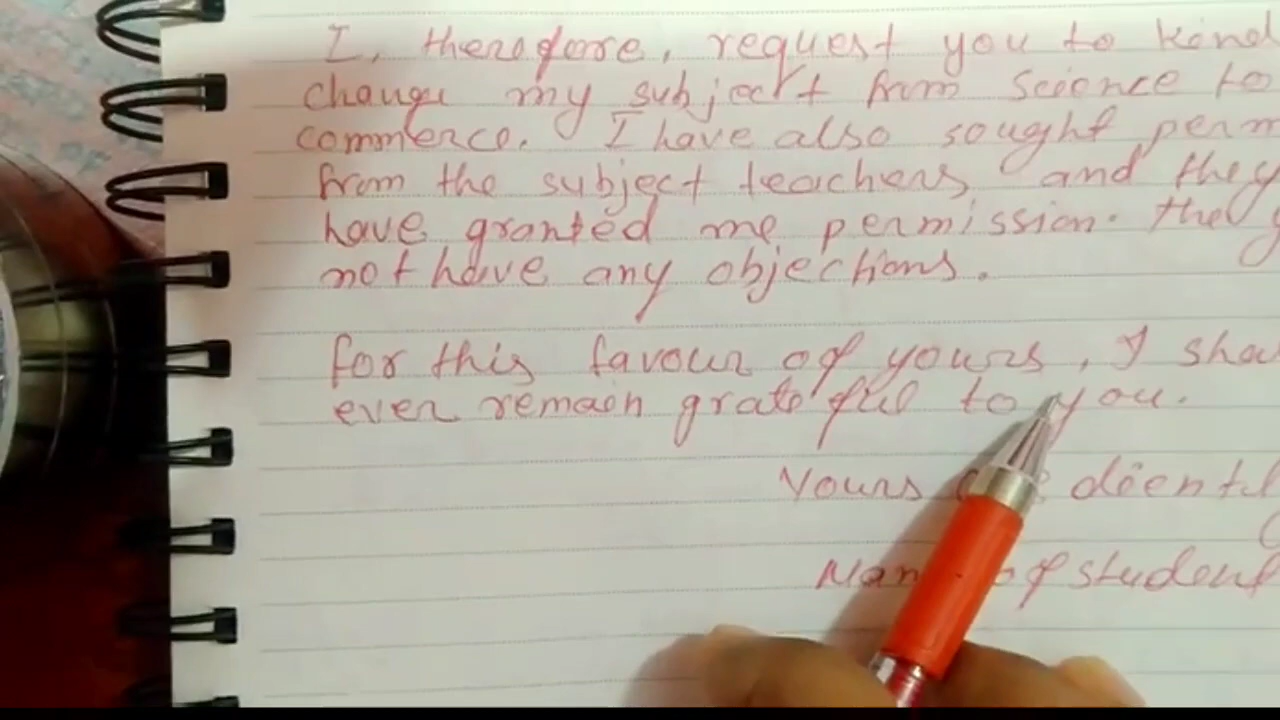 I, therefore, request you to kind
change my subject from science to
commerce. I have also sought perm
from the subject teachers and they
have granted me permission. they
not have any objections.
for this favour of yours, I sha
ever remain grateful to you.
Yours
Name of student